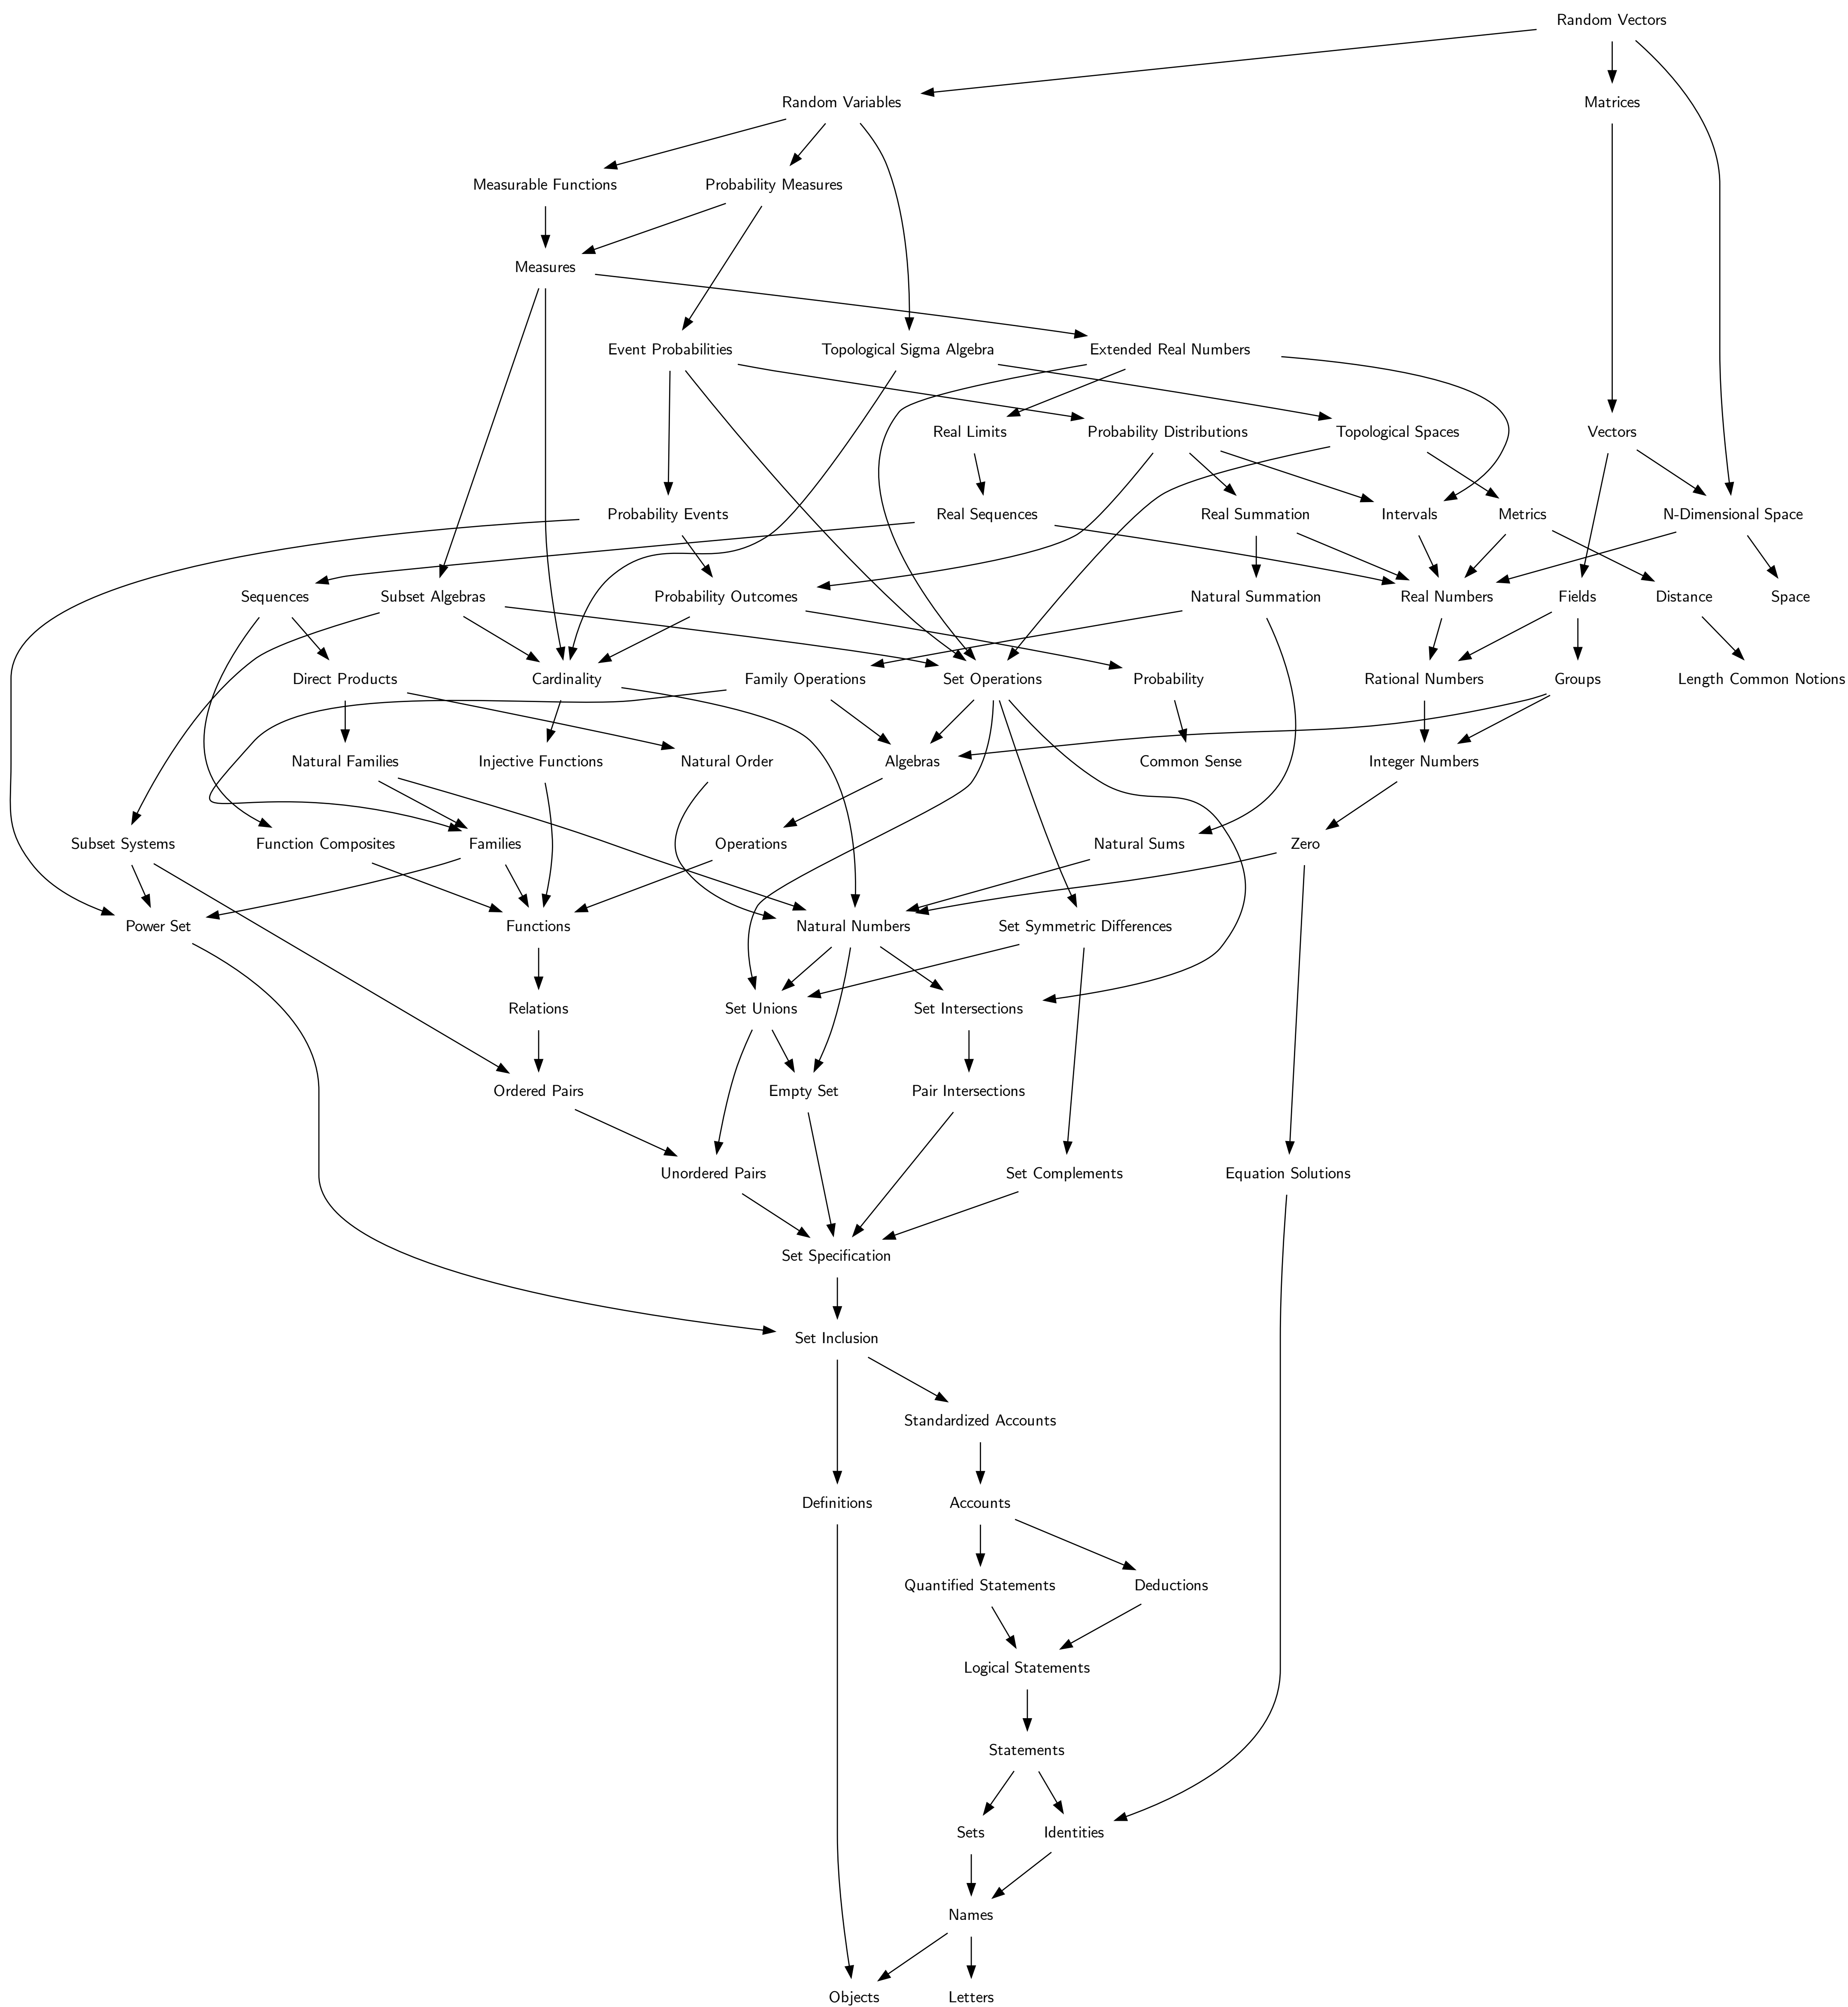 Random Vectors
Random Variables
Matrices
Measurable Functions
Probability Measures
Measures
Event Probabilities
Topological Sigma Algebra
Extended Real Numbers
Real Limits
Probability Distributions
Topological Spaces
Vectors
Probability Events
Real Sequences
Real Summation
Intervals
Metrics
N-Dimensional Space
Sequences
Subset Algebras
Probability Outcomes
Natural Summation
Real Numbers
Fields
Distance
Space
Direct Products
Cardinality
Family Operations
Set Operations
Probability
Rational Numbers
Groups
Length Common Notions
Natural Families
Injective Functions
Natural Order
Algebras
Common Sense
Integer Numbers
Subset Systems
Function Composites
Families
Operations
Natural Sums
Zero
Power Set
Functions
Natural Numbers
Set Symmetric Differences
Relations
Set Unions
Set Intersections
Ordered Pairs
Empty Set
Pair Intersections
Unordered Pairs
Set Complements
Equation Solutions
Set Specification
Set Inclusion
Standardized Accounts
Definitions
Accounts
Quantified Statements
Deductions
Logical Statements
Statements
Sets
Identities
Names
Objects
Letters